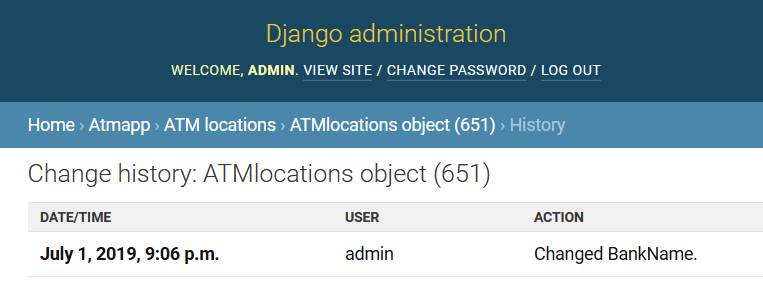 Django administration
WELCOME, ADMIN. VIEW SITE / CHANGE PASSWORD / LOG OUT
Home › Atmapp › ATM locations › ATMlocations object (651) › History
Change history: ATMlocations object (651)
DATE/TIME USER ACTION
July 1, 2019, 9:06 p.m. admin Changed BankName.